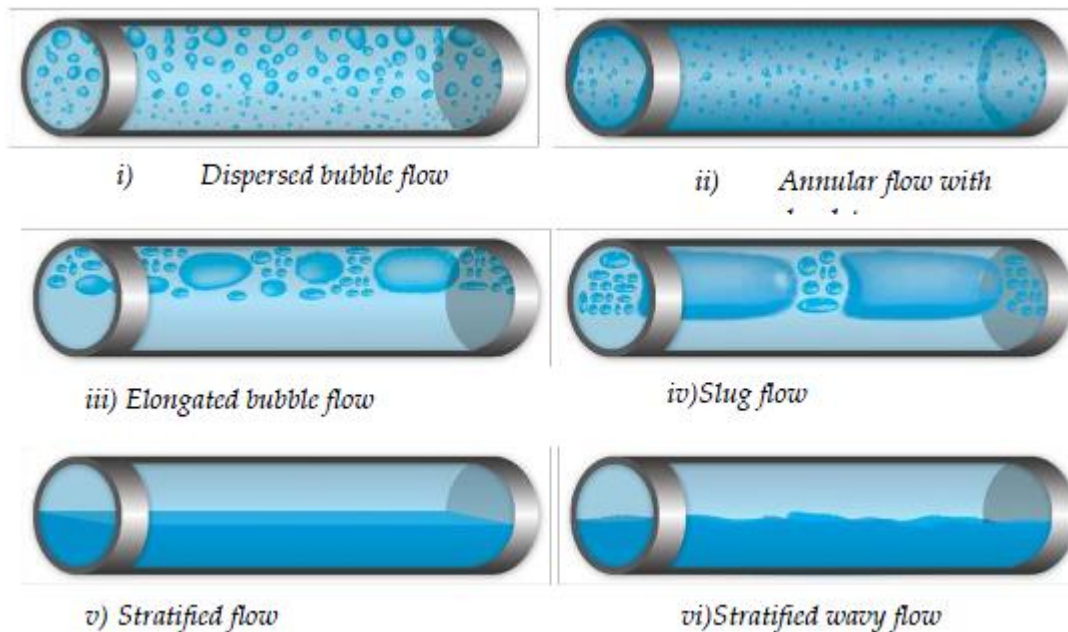 i) Dispersed bubble flow
ii) Annular flow with
iii) Elongated bubble flow
iv)Slug flow
v) Stratified flow
vi)Stratified wavy flow